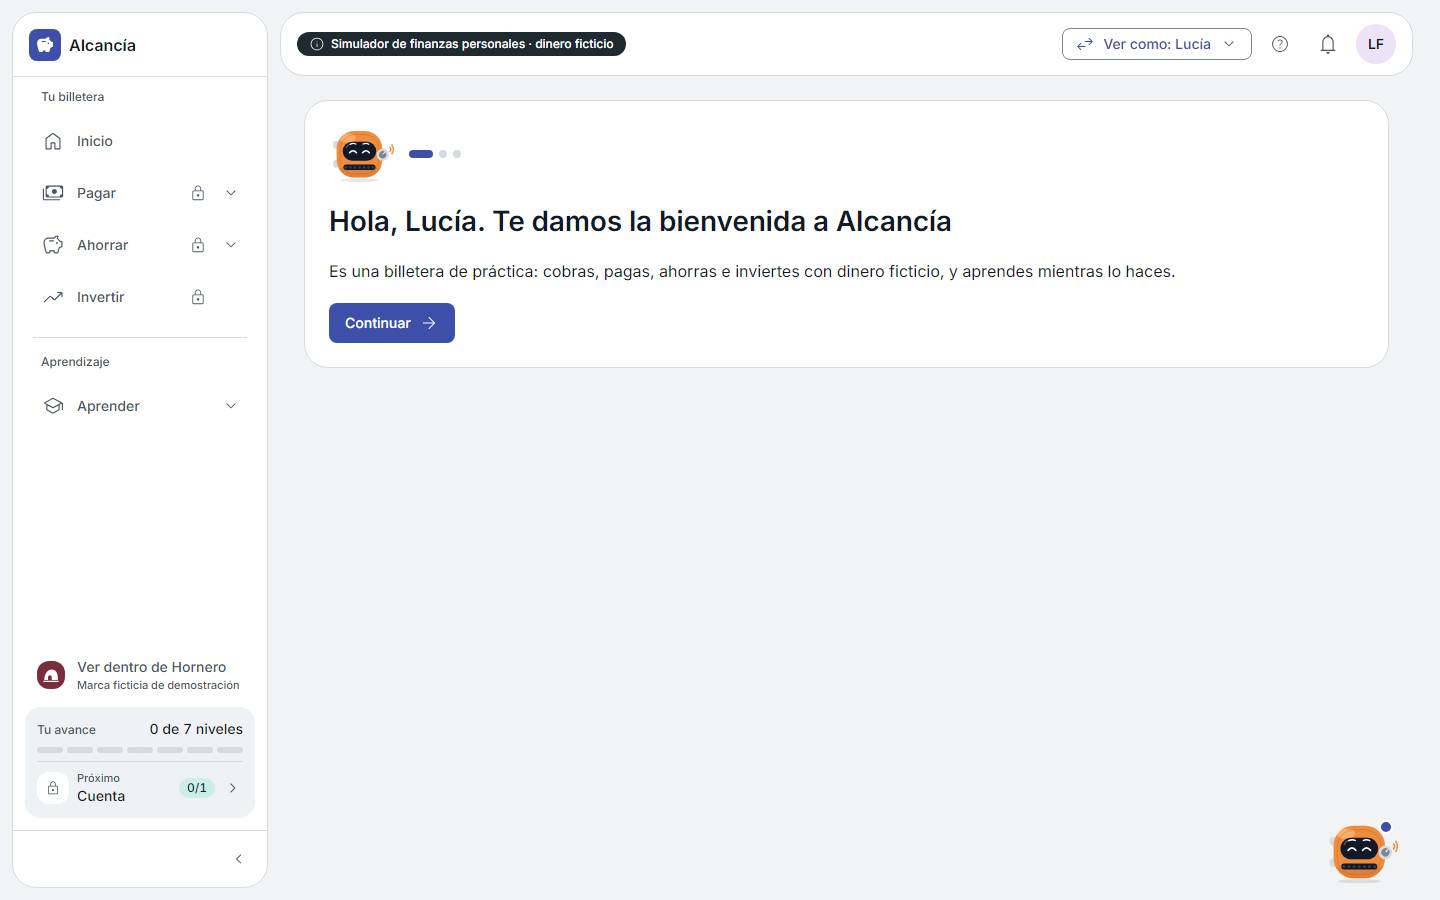 Alcancía
Simulador de finanzas personales · dinero ficticio
Ver como: Lucía
LF
Tu billetera
Inicio
Pagar
Ahorrar
Invertir
Aprendizaje
Aprender
Hola, Lucía. Te damos la bienvenida a Alcancía
Es una billetera de práctica: cobras, pagas, ahorras e inviertes con dinero ficticio, y aprendes mientras lo haces.
Continuar
Ver dentro de Hornero
Marca ficticia de demostración
Tu avance
0 de 7 niveles
Próximo
Cuenta
0/1